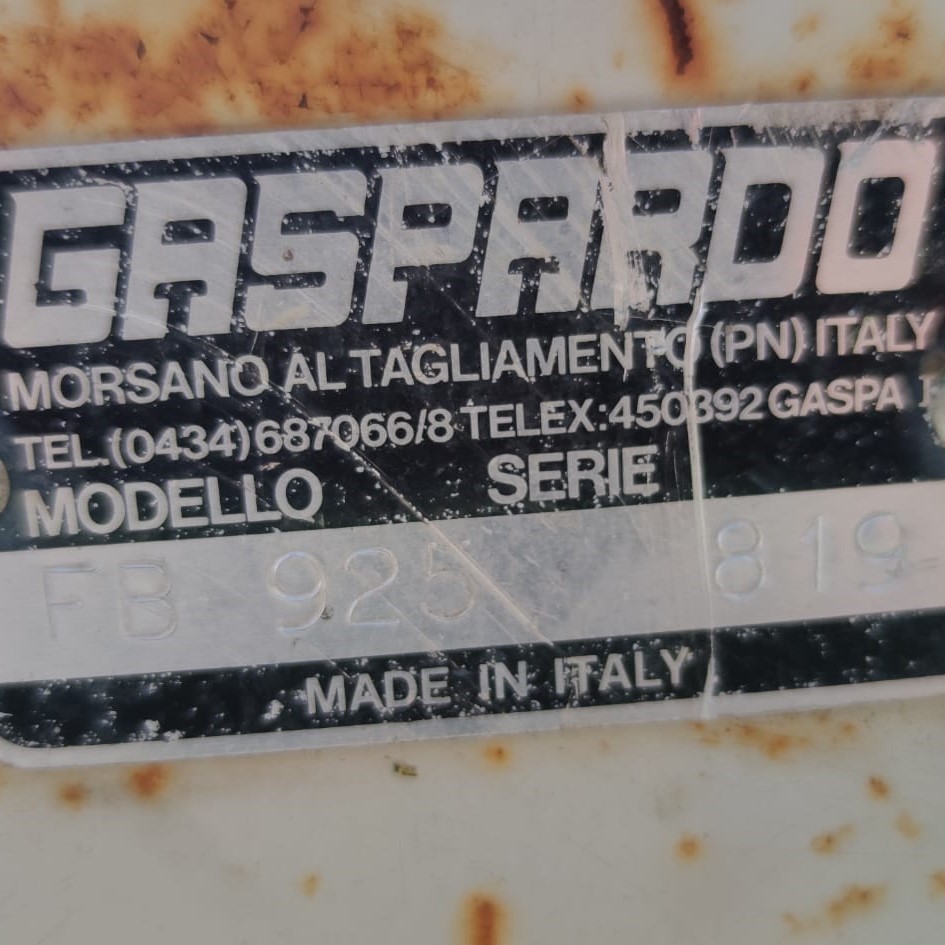 GASPARDO
MORSANO AL TAGLIAMENTO (PN) ITALY
TEL. (0434) 687066/8 TELEX: 450392 GASPA I
MODELLO SERIE
FB 925 819
MADE IN ITALY